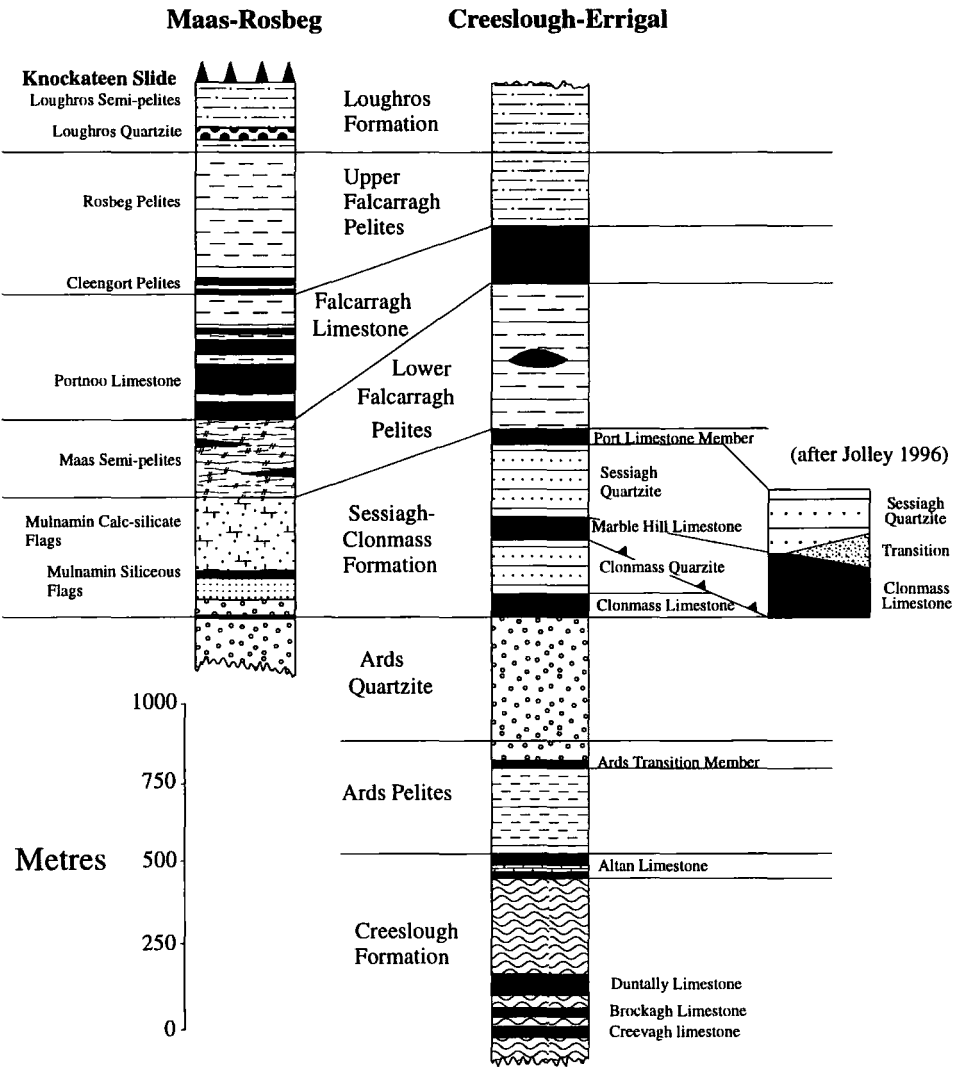 Maas-Rosbeg
Creeslough-Errigal
Knockateen Slide
Loughros Semi-pelites
Loughros Quartzite
Rosbeg Pelites
Cleengort Pelites
Portnoo Limestone
Maas Semi-pelites
Mulnamin Calc-silicate
Flags
Mulnamin Siliceous
Flags
Loughros
Formation
Upper
Falcarragh
Pelites
Falcarragh
Limestone
Lower
Falcarragh
Pelites
Sessiagh-
Clonmass
Formation
Ards
Quartzite
Ards Pelites
Creeslough
Formation
Port Limestone Member
Sessiagh
Quartzite
Marble Hill Limestone
Clonmass Quarzite
Clonmass Limestone
Ards Transition Member
Altan Limestone
Duntally Limestone
Brockagh Limestone
Creevagh limestone
(after Jolley 1996)
Sessiagh
Quartzite
Transition
Clonmass
Limestone
Metres
1000
750
500
250
0